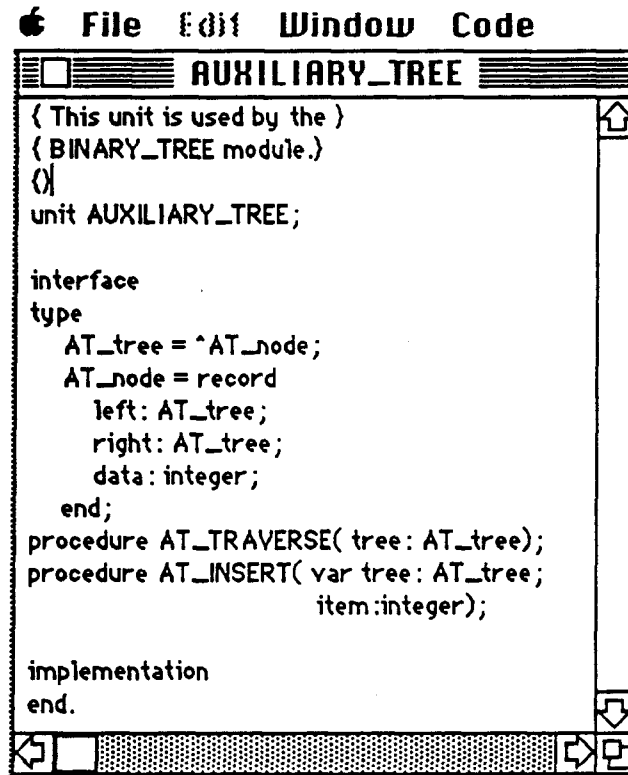 File Edit Window Code
AUXILIARY_TREE
{ This unit is used by the }
{ BINARY_TREE module.}
{}
unit AUXILIARY_TREE;
interface
type
AT_tree = ^AT_node;
AT_node = record
left: AT_tree;
right: AT_tree;
data: integer;
end;
procedure AT_TRAVERSE( tree: AT_tree);
procedure AT_INSERT( var tree: AT_tree;
item:integer);
implementation
end.